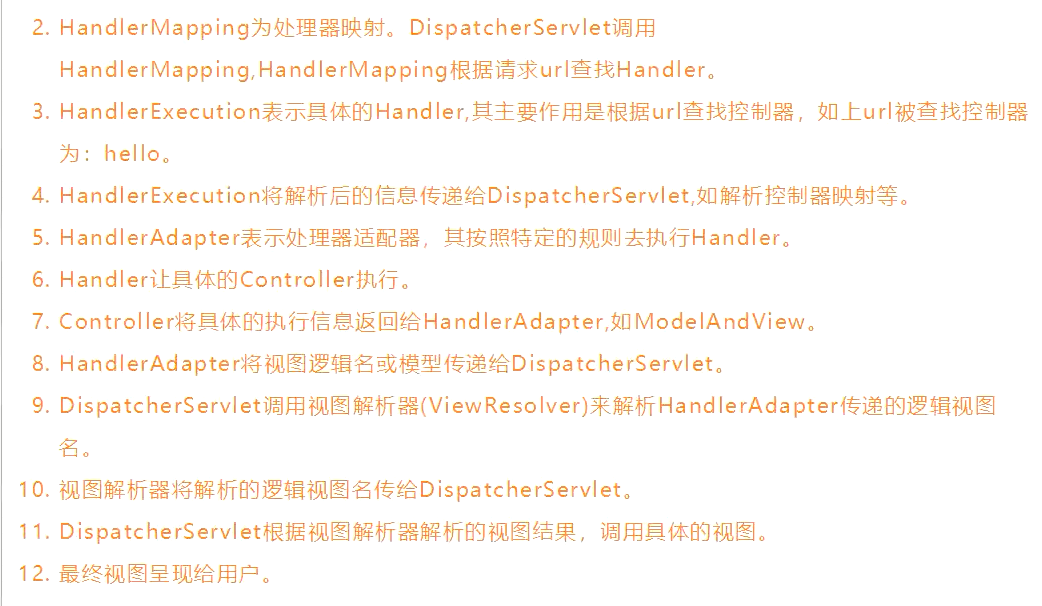 2. HandlerMapping为处理器映射。DispatcherServlet调用
HandlerMapping,HandlerMapping根据请求url查找Handler。
3. HandlerExecution表示具体的Handler,其主要作用是根据url查找控制器，如上url被查找控制器
为：hello。
4. HandlerExecution将解析后的信息传递给DispatcherServlet,如解析控制器映射等。
5. HandlerAdapter表示处理器适配器，其按照特定的规则去执行Handler。
6. Handler让具体的Controller执行。
7. Controller将具体的执行信息返回给HandlerAdapter,如ModelAndView。
8. HandlerAdapter将视图逻辑名或模型传递给DispatcherServlet。
9. DispatcherServlet调用视图解析器(ViewResolver)来解析HandlerAdapter传递的逻辑视图
名。
10. 视图解析器将解析的逻辑视图名传给DispatcherServlet。
11. DispatcherServlet根据视图解析器解析的视图结果，调用具体的视图。
12. 最终视图呈现给用户。